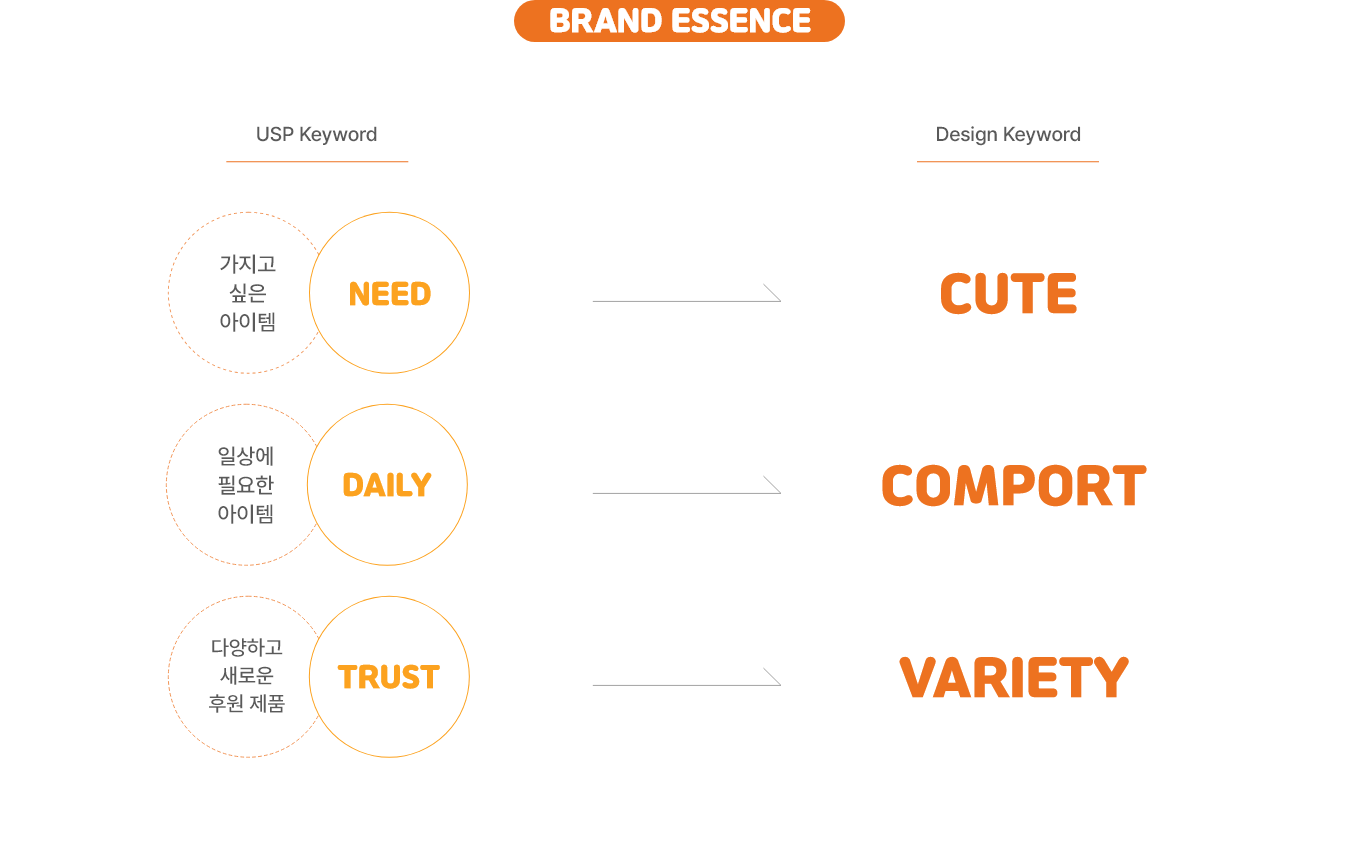 BRAND ESSENCE
USP Keyword
Design Keyword
가지고
싶은
아이템
NEED
CUTE
일상에
필요한
아이템
DAILY
COMPORT
다양하고
새로운
후원 제품
TRUST
VARIETY